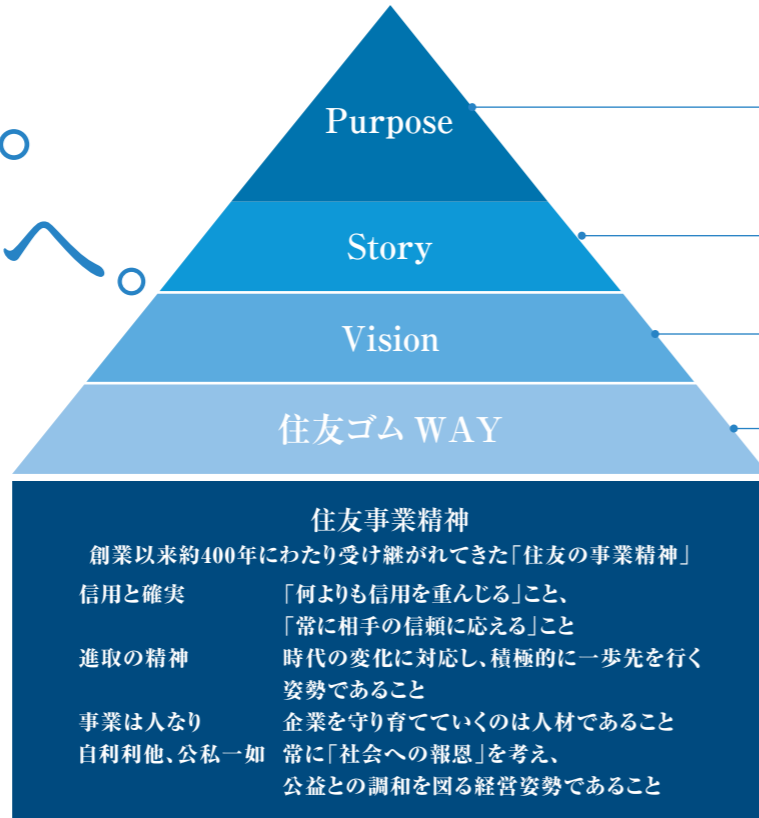 。
へ。
Purpose
Story
Vision
住友ゴム WAY
住友事業精神
創業以来約400年にわたり受け継がれてきた「住友の事業精神」
信用と確実 「何よりも信用を重んじる」こと、
「常に相手の信頼に応える」こと
進取の精神 時代の変化に対応し、積極的に一歩先を行く
姿勢であること
事業は人なり 企業を守り育てていくのは人材であること
自利利他、公私一如 常に「社会への報恩」を考え、
公益との調和を図る経営姿勢であること